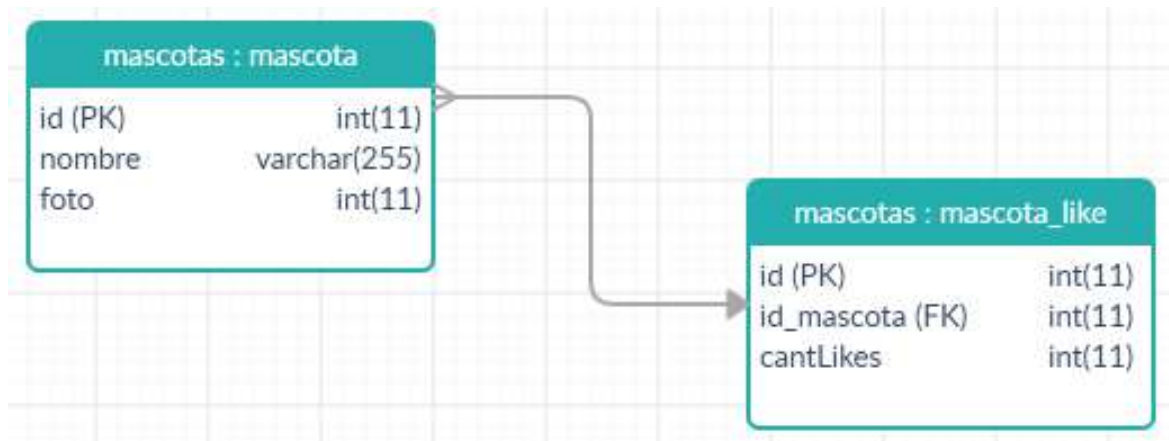 mascotas : mascota
id (PK) int(11)
nombre varchar(255)
foto int(11)
mascotas : mascota_like
id (PK) int(11)
id_mascota (FK) int(11)
cantLikes int(11)